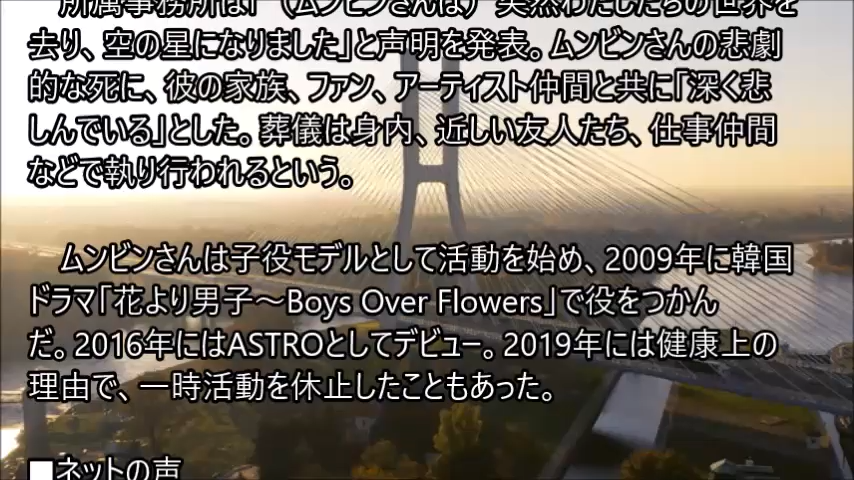 所属事務所は「（ムンビンさんは）突然わたしたちの世界を
去り、空の星になりました」と声明を発表。ムンビンさんの悲劇
的な死に、彼の家族、ファン、アーティスト仲間と共に「深く悲
しんでいる」とした。葬儀は身内、近しい友人たち、仕事仲間
などで執り行われるという。
ムンビンさんは子役モデルとして活動を始め、2009年に韓国
ドラマ「花より男子～Boys Over Flowers」で役をつかん
だ。2016年にはASTROとしてデビュー。2019年には健康上の
理由で、一時活動を休止したこともあった。
■ネットの声